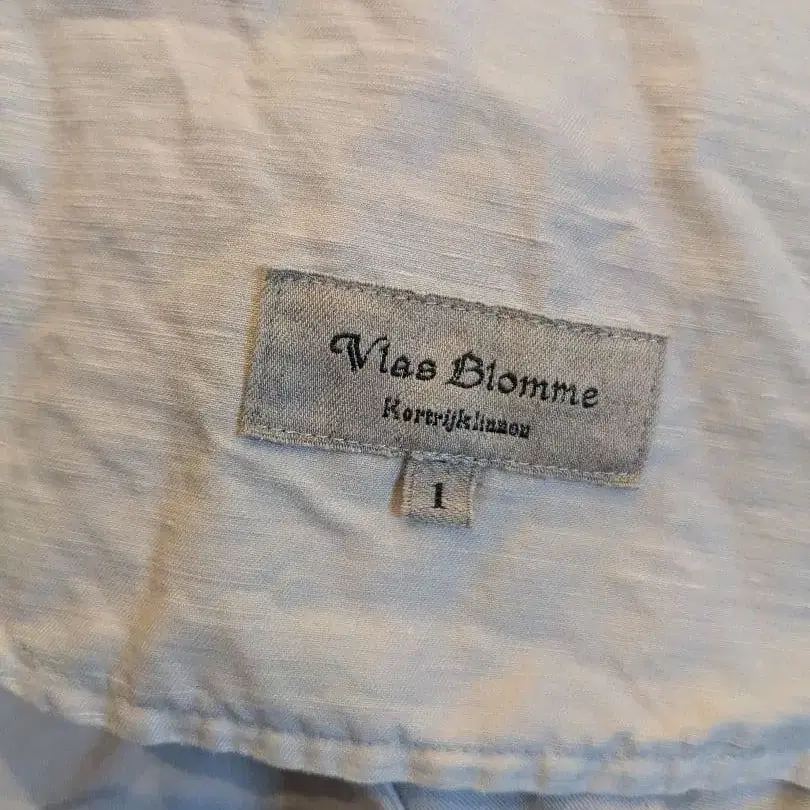 Vlas Blomme
Kortrijklinnen
1